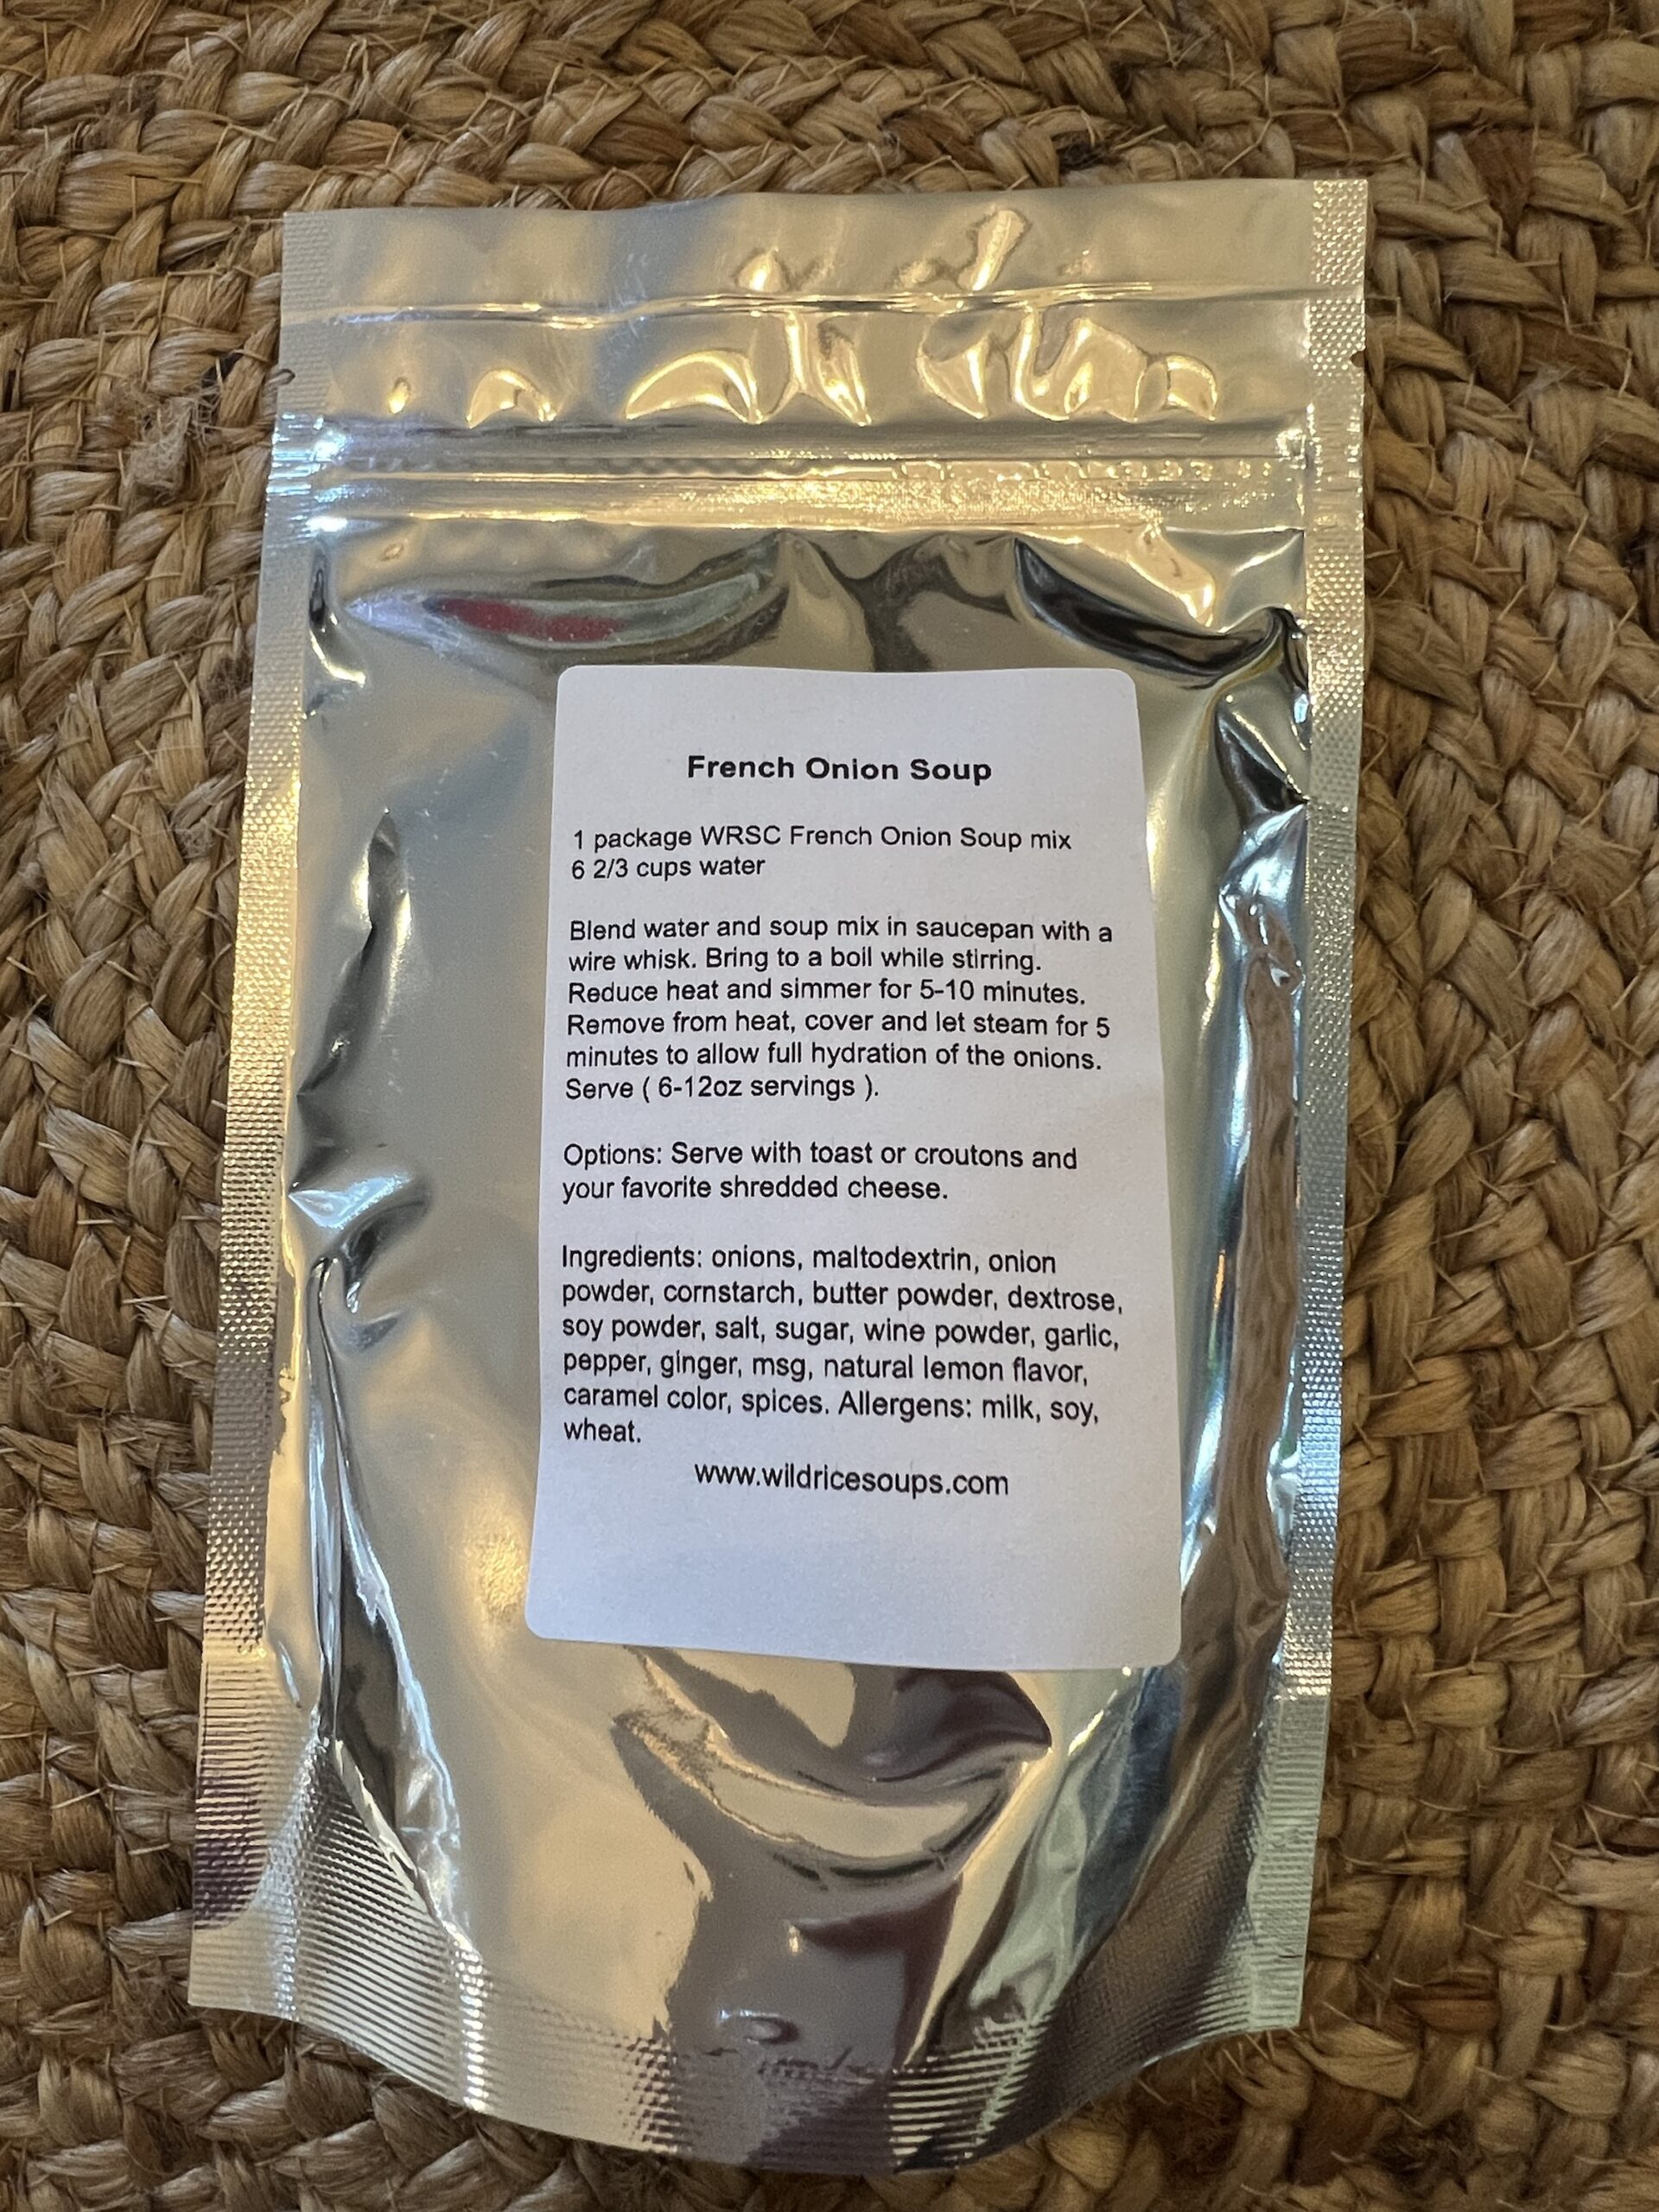 French Onion Soup
1 package WRSC French Onion Soup mix
6 2/3 cups water
Blend water and soup mix in saucepan with a
wire whisk. Bring to a boil while stirring.
Reduce heat and simmer for 5-10 minutes.
Remove from heat, cover and let steam for 5
minutes to allow full hydration of the onions.
Serve ( 6-12oz servings ).
Options: Serve with toast or croutons and
your favorite shredded cheese.
Ingredients: onions, maltodextrin, onion
powder, cornstarch, butter powder, dextrose,
soy powder, salt, sugar, wine powder, garlic,
pepper, ginger, msg, natural lemon flavor,
caramel color, spices. Allergens: milk, soy,
wheat.
www.wildricesoups.com